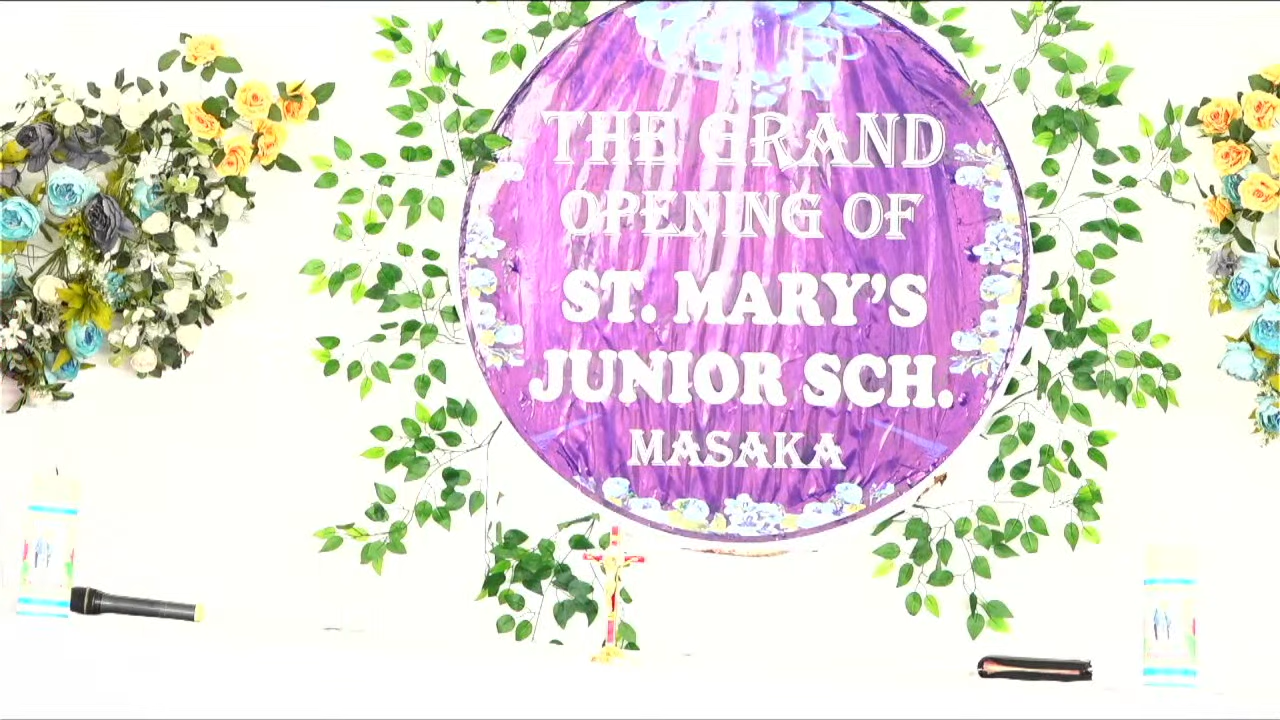 THE GRAND
OPENING OF
ST. MARY'S
JUNIOR SCH.
MASAKA